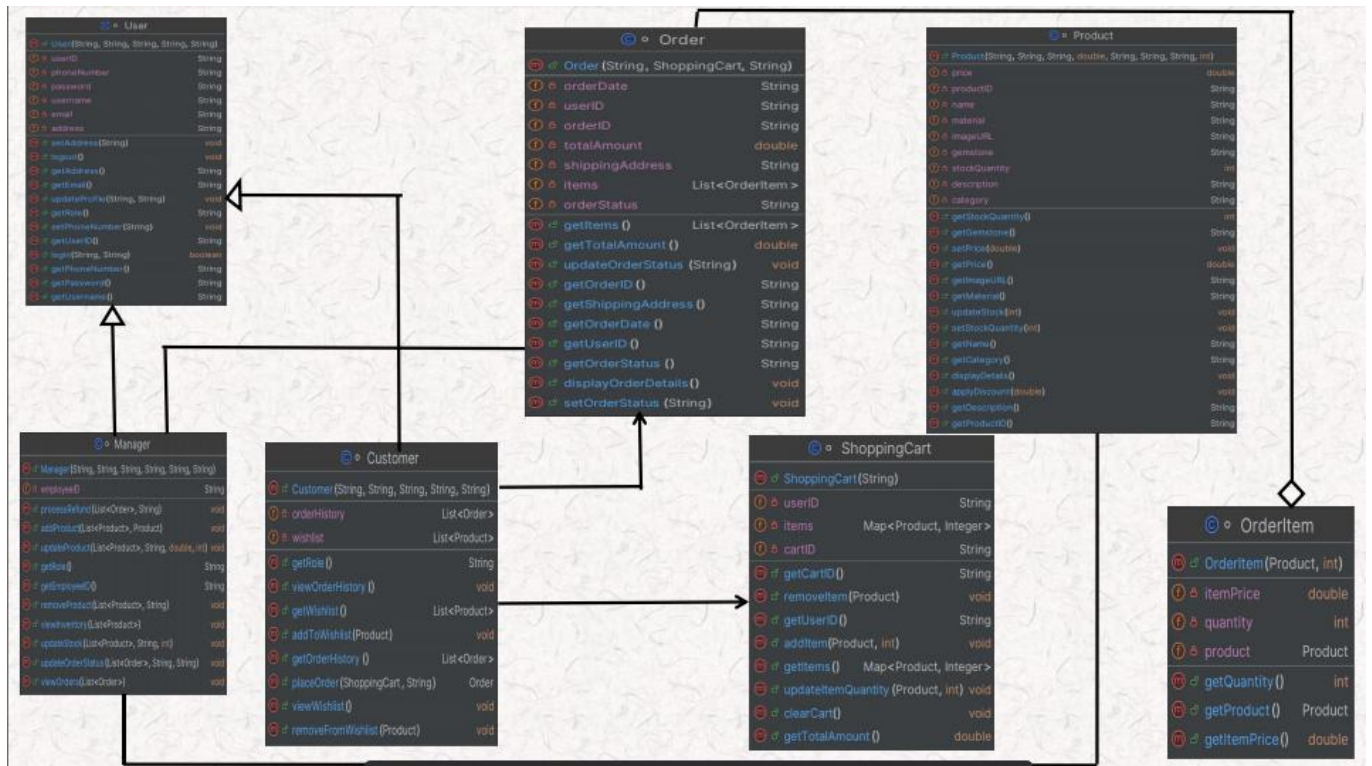 User
User(String, String, String, String, String)
userID String
phoneNumber String
password String
username String
email String
address String
setAddress(String) void
logout() void
getAddress() String
getEmail() String
updateProfile(String, String) void
getRole() String
setPhoneNumber(String) void
getUserID() String
login(String, String) boolean
getPhoneNumber() String
getPassword() String
getUsername() String
Order
Order(String, ShoppingCart, String)
orderDate String
userID String
orderID String
totalAmount double
shippingAddress String
items List<OrderItem>
orderStatus String
getItems() List<OrderItem>
getTotalAmount() double
updateOrderStatus(String) void
getOrderID() String
getShippingAddress() String
getOrderDate() String
getUserID() String
getOrderStatus() String
displayOrderDetails() void
setOrderStatus(String) void
Product
Product(String, String, String, double, String, String, String, int)
price double
productID String
name String
material String
imageURL String
gemstone String
stockQuantity int
description String
category String
getStockQuantity() int
getGemstone() String
setPrice(double) void
getPrice() double
getImageURL() String
getMaterial() String
updateStock(int) void
setStockQuantity(int) void
getName() String
getCategory() String
displayDetails() void
applyDiscount(double) void
getDescription() String
getProductID() String
Manager
Manager(String, String, String, String, String, String)
employeeID String
processRefund(List<Order>, String) void
addProduct(List<Product>, Product) void
updateProduct(List<Product>, String, double, int) void
getRole() String
getEmployeeID() String
removeProduct(List<Product>, String) void
viewInventory(List<Product>) void
updateStock(List<Product>, String, int) void
updateOrderStatus(List<Order>, String, String) void
viewOrders(List<Order>) void
Customer
Customer(String, String, String, String, String)
orderHistory List<Order>
wishlist List<Product>
getRole() String
viewOrderHistory() void
getWishlist() List<Product>
addToWishlist(Product) void
getOrderHistory() List<Order>
placeOrder(ShoppingCart, String) Order
viewWishlist() void
removeFromWishlist(Product) void
ShoppingCart
ShoppingCart(String)
userID String
items Map<Product, Integer>
cartID String
getCartID() String
removeItem(Product) void
getUserID() String
addItem(Product, int) void
getItems() Map<Product, Integer>
updateItemQuantity(Product, int) void
clearCart() void
getTotalAmount() double
OrderItem
OrderItem(Product, int)
itemPrice double
quantity int
product Product
getQuantity() int
getProduct() Product
getItemPrice() double